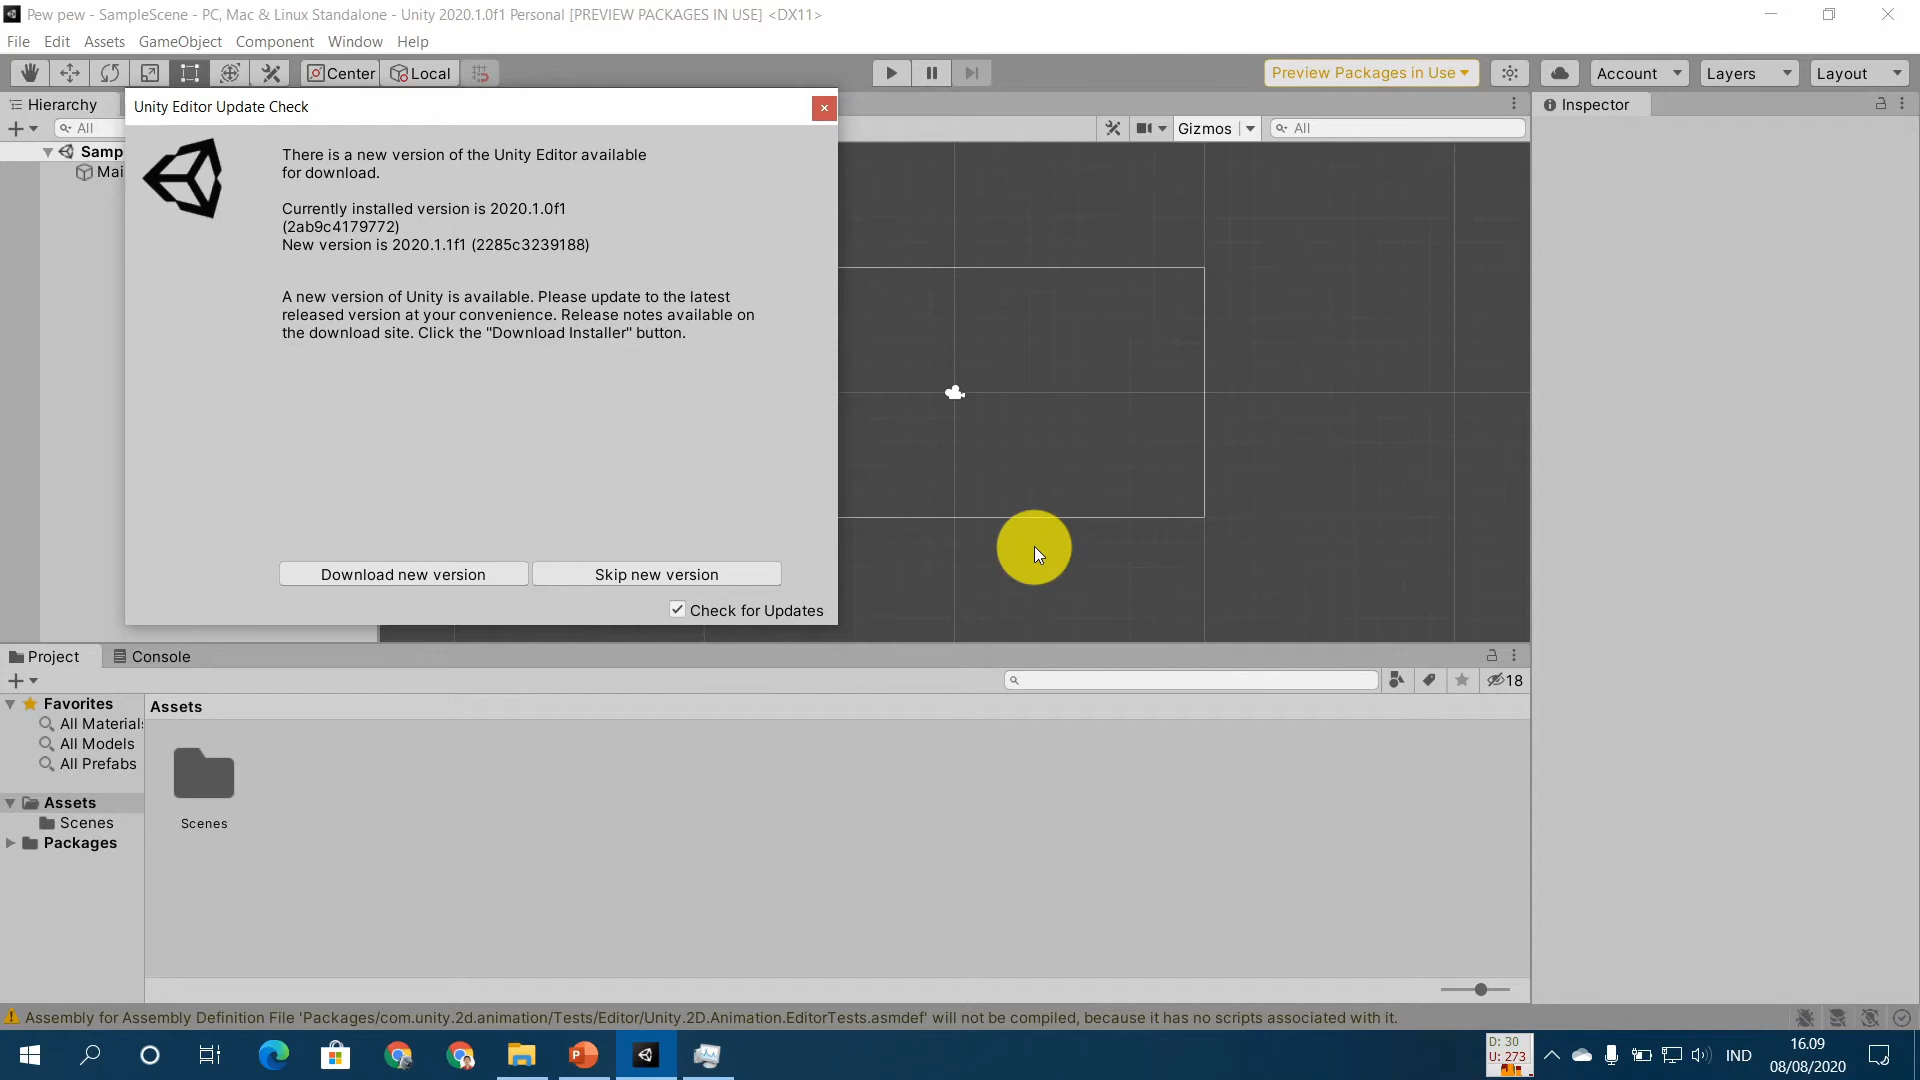 Pew pew - SampleScene - PC, Mac & Linux Standalone - Unity 2020.1.0f1 Personal [PREVIEW PACKAGES IN USE] <DX11>
File Edit Assets GameObject Component Window Help
Center Local Preview Packages in Use Account Layers Layout
Hierarchy
Inspector
All
Gizmos All
Samp
Mai
Unity Editor Update Check
There is a new version of the Unity Editor available
for download.
Currently installed version is 2020.1.0f1
(2ab9c4179772)
New version is 2020.1.1f1 (2285c3239188)
A new version of Unity is available. Please update to the latest
released version at your convenience. Release notes available on
the download site. Click the "Download Installer" button.
Download new version Skip new version
Check for Updates
Project Console
18
Favorites
All Materials
All Models
All Prefabs
Assets
Scenes
Packages
Assets
Scenes
Assembly for Assembly Definition File 'Packages/com.unity.2d.animation/Tests/Editor/Unity.2D.Animation.EditorTests.asmdef' will not be compiled, because it has no scripts associated with it.
D: 30
U: 273
IND
16.09
08/08/2020